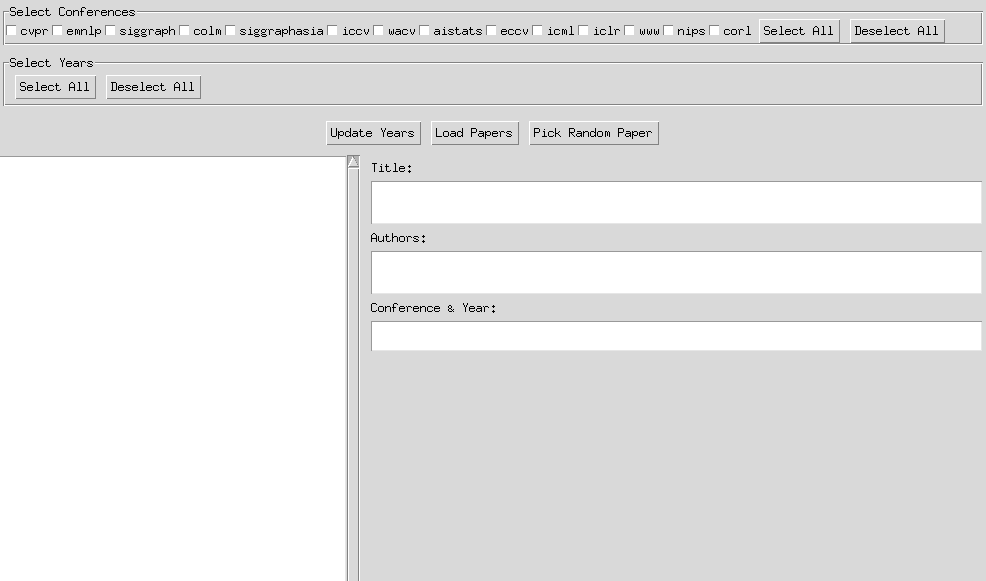 Select Conferences
cvpr emnlp siggraph colm siggraphasia iccv wacv aistats eccv icml iclr www nips corl Select All Deselect All
Select Years
Select All Deselect All
Update Years Load Papers Pick Random Paper
Title:
Authors:
Conference & Year: